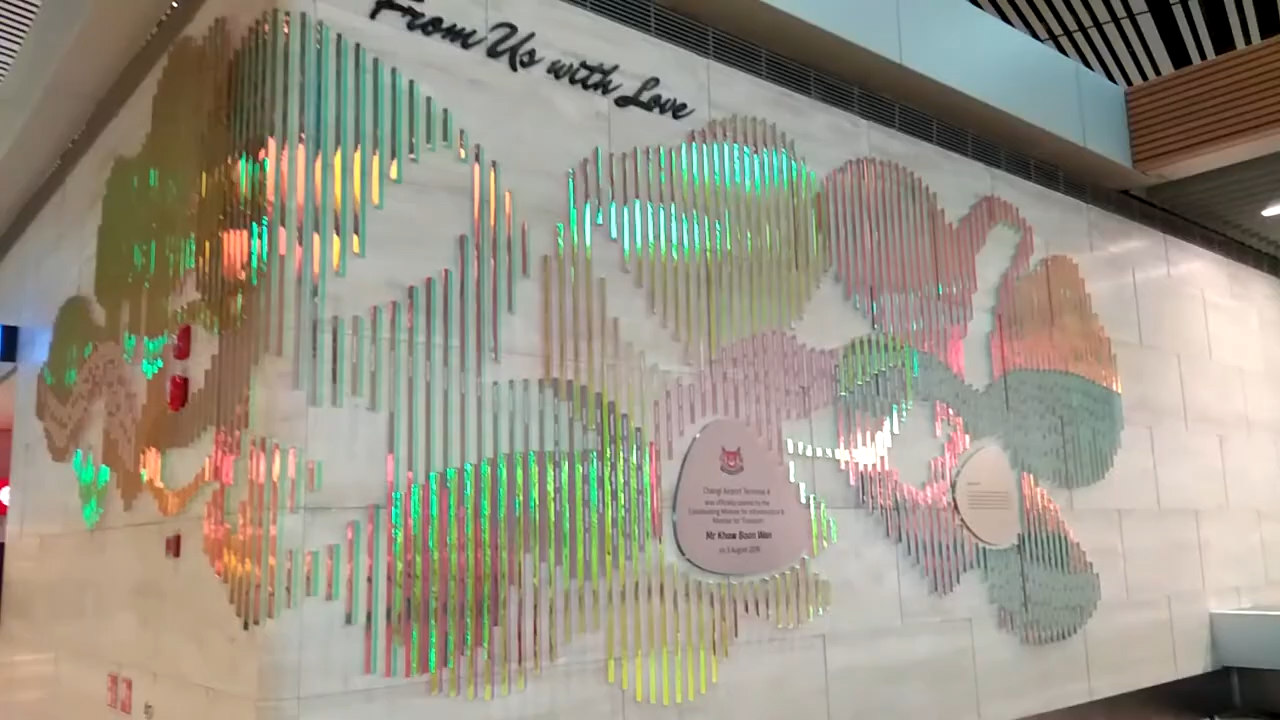 From Us with Love
Changi Airport Terminal 4
was officially opened by the
Coordinating Minister for Infrastructure &
Minister for Transport
Mr Khaw Boon Wan
on 3 August 2018